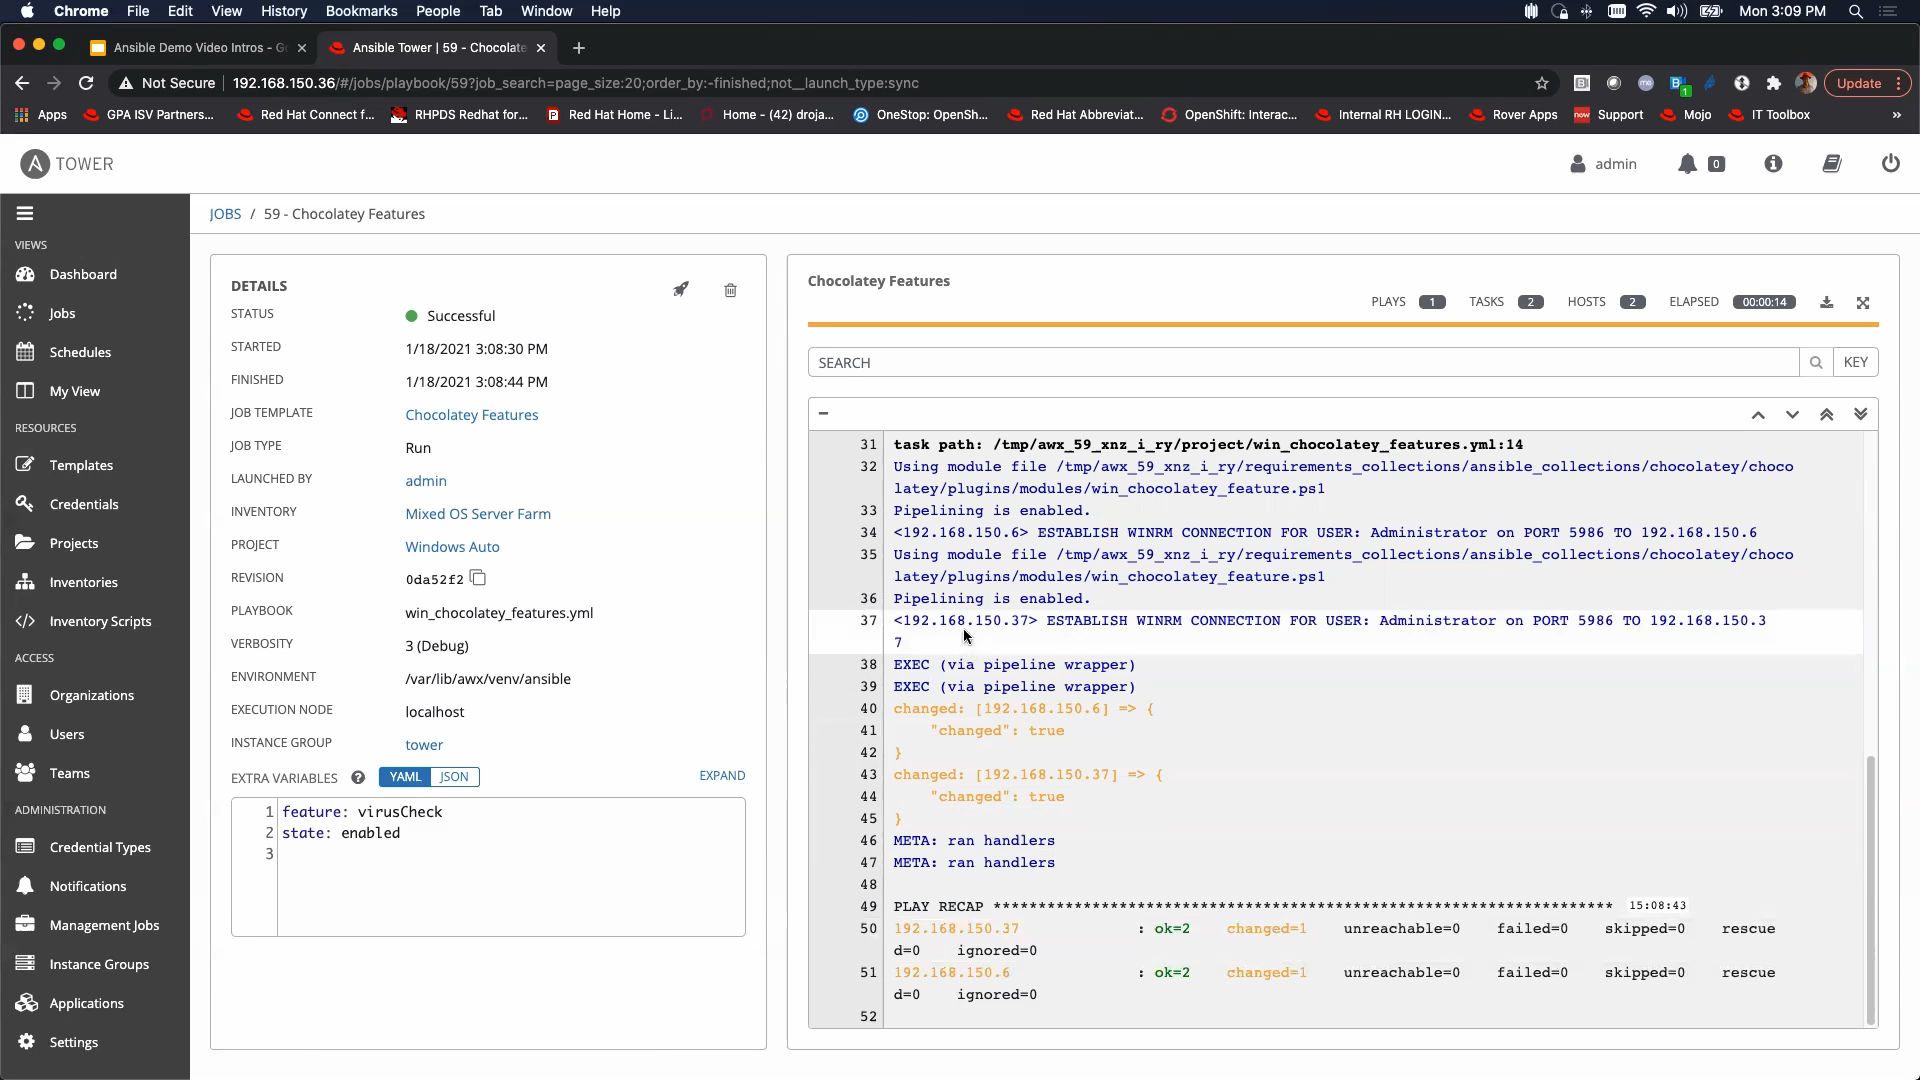 Chrome File Edit View History Bookmarks People Tab Window Help Mon 3:09 PM
Ansible Demo Video Intros - G Ansible Tower | 59 - Chocolate
Not Secure 192.168.150.36/#/jobs/playbook/59?job_search=page_size:20;order_by:-finished;not__launch_type:sync Update
Apps GPA ISV Partners... Red Hat Connect f... RHPDS Redhat for... Red Hat Home - Li... Home - (42) droja... OneStop: OpenSh... Red Hat Abbreviat... OpenShift: Interac... Internal RH LOGIN... Rover Apps Support Mojo IT Toolbox »
A TOWER admin 0
JOBS / 59 - Chocolatey Features
VIEWS
Dashboard
Jobs
Schedules
My View
RESOURCES
Templates
Credentials
Projects
Inventories
Inventory Scripts
ACCESS
Organizations
Users
Teams
ADMINISTRATION
Credential Types
Notifications
Management Jobs
Instance Groups
Applications
Settings
DETAILS
STATUS Successful
STARTED 1/18/2021 3:08:30 PM
FINISHED 1/18/2021 3:08:44 PM
JOB TEMPLATE Chocolatey Features
JOB TYPE Run
LAUNCHED BY admin
INVENTORY Mixed OS Server Farm
PROJECT Windows Auto
REVISION 0da52f2
PLAYBOOK win_chocolatey_features.yml
VERBOSITY 3 (Debug)
ENVIRONMENT /var/lib/awx/venv/ansible
EXECUTION NODE localhost
INSTANCE GROUP tower
EXTRA VARIABLES ? YAML JSON EXPAND
1 feature: virusCheck
2 state: enabled
3
Chocolatey Features
PLAYS 1 TASKS 2 HOSTS 2 ELAPSED 00:00:14
SEARCH KEY
31 task path: /tmp/awx_59_xnz_i_ry/project/win_chocolatey_features.yml:14
32 Using module file /tmp/awx_59_xnz_i_ry/requirements_collections/ansible_collections/chocolatey/choco
latey/plugins/modules/win_chocolatey_feature.ps1
33 Pipelining is enabled.
34 <192.168.150.6> ESTABLISH WINRM CONNECTION FOR USER: Administrator on PORT 5986 TO 192.168.150.6
35 Using module file /tmp/awx_59_xnz_i_ry/requirements_collections/ansible_collections/chocolatey/choco
latey/plugins/modules/win_chocolatey_feature.ps1
36 Pipelining is enabled.
37 <192.168.150.37> ESTABLISH WINRM CONNECTION FOR USER: Administrator on PORT 5986 TO 192.168.150.3
7
38 EXEC (via pipeline wrapper)
39 EXEC (via pipeline wrapper)
40 changed: [192.168.150.6] => {
41 "changed": true
42 }
43 changed: [192.168.150.37] => {
44 "changed": true
45 }
46 META: ran handlers
47 META: ran handlers
48
49 PLAY RECAP ********************************************************************* 15:08:43
50 192.168.150.37 : ok=2 changed=1 unreachable=0 failed=0 skipped=0 rescue
d=0 ignored=0
51 192.168.150.6 : ok=2 changed=1 unreachable=0 failed=0 skipped=0 rescue
d=0 ignored=0
52